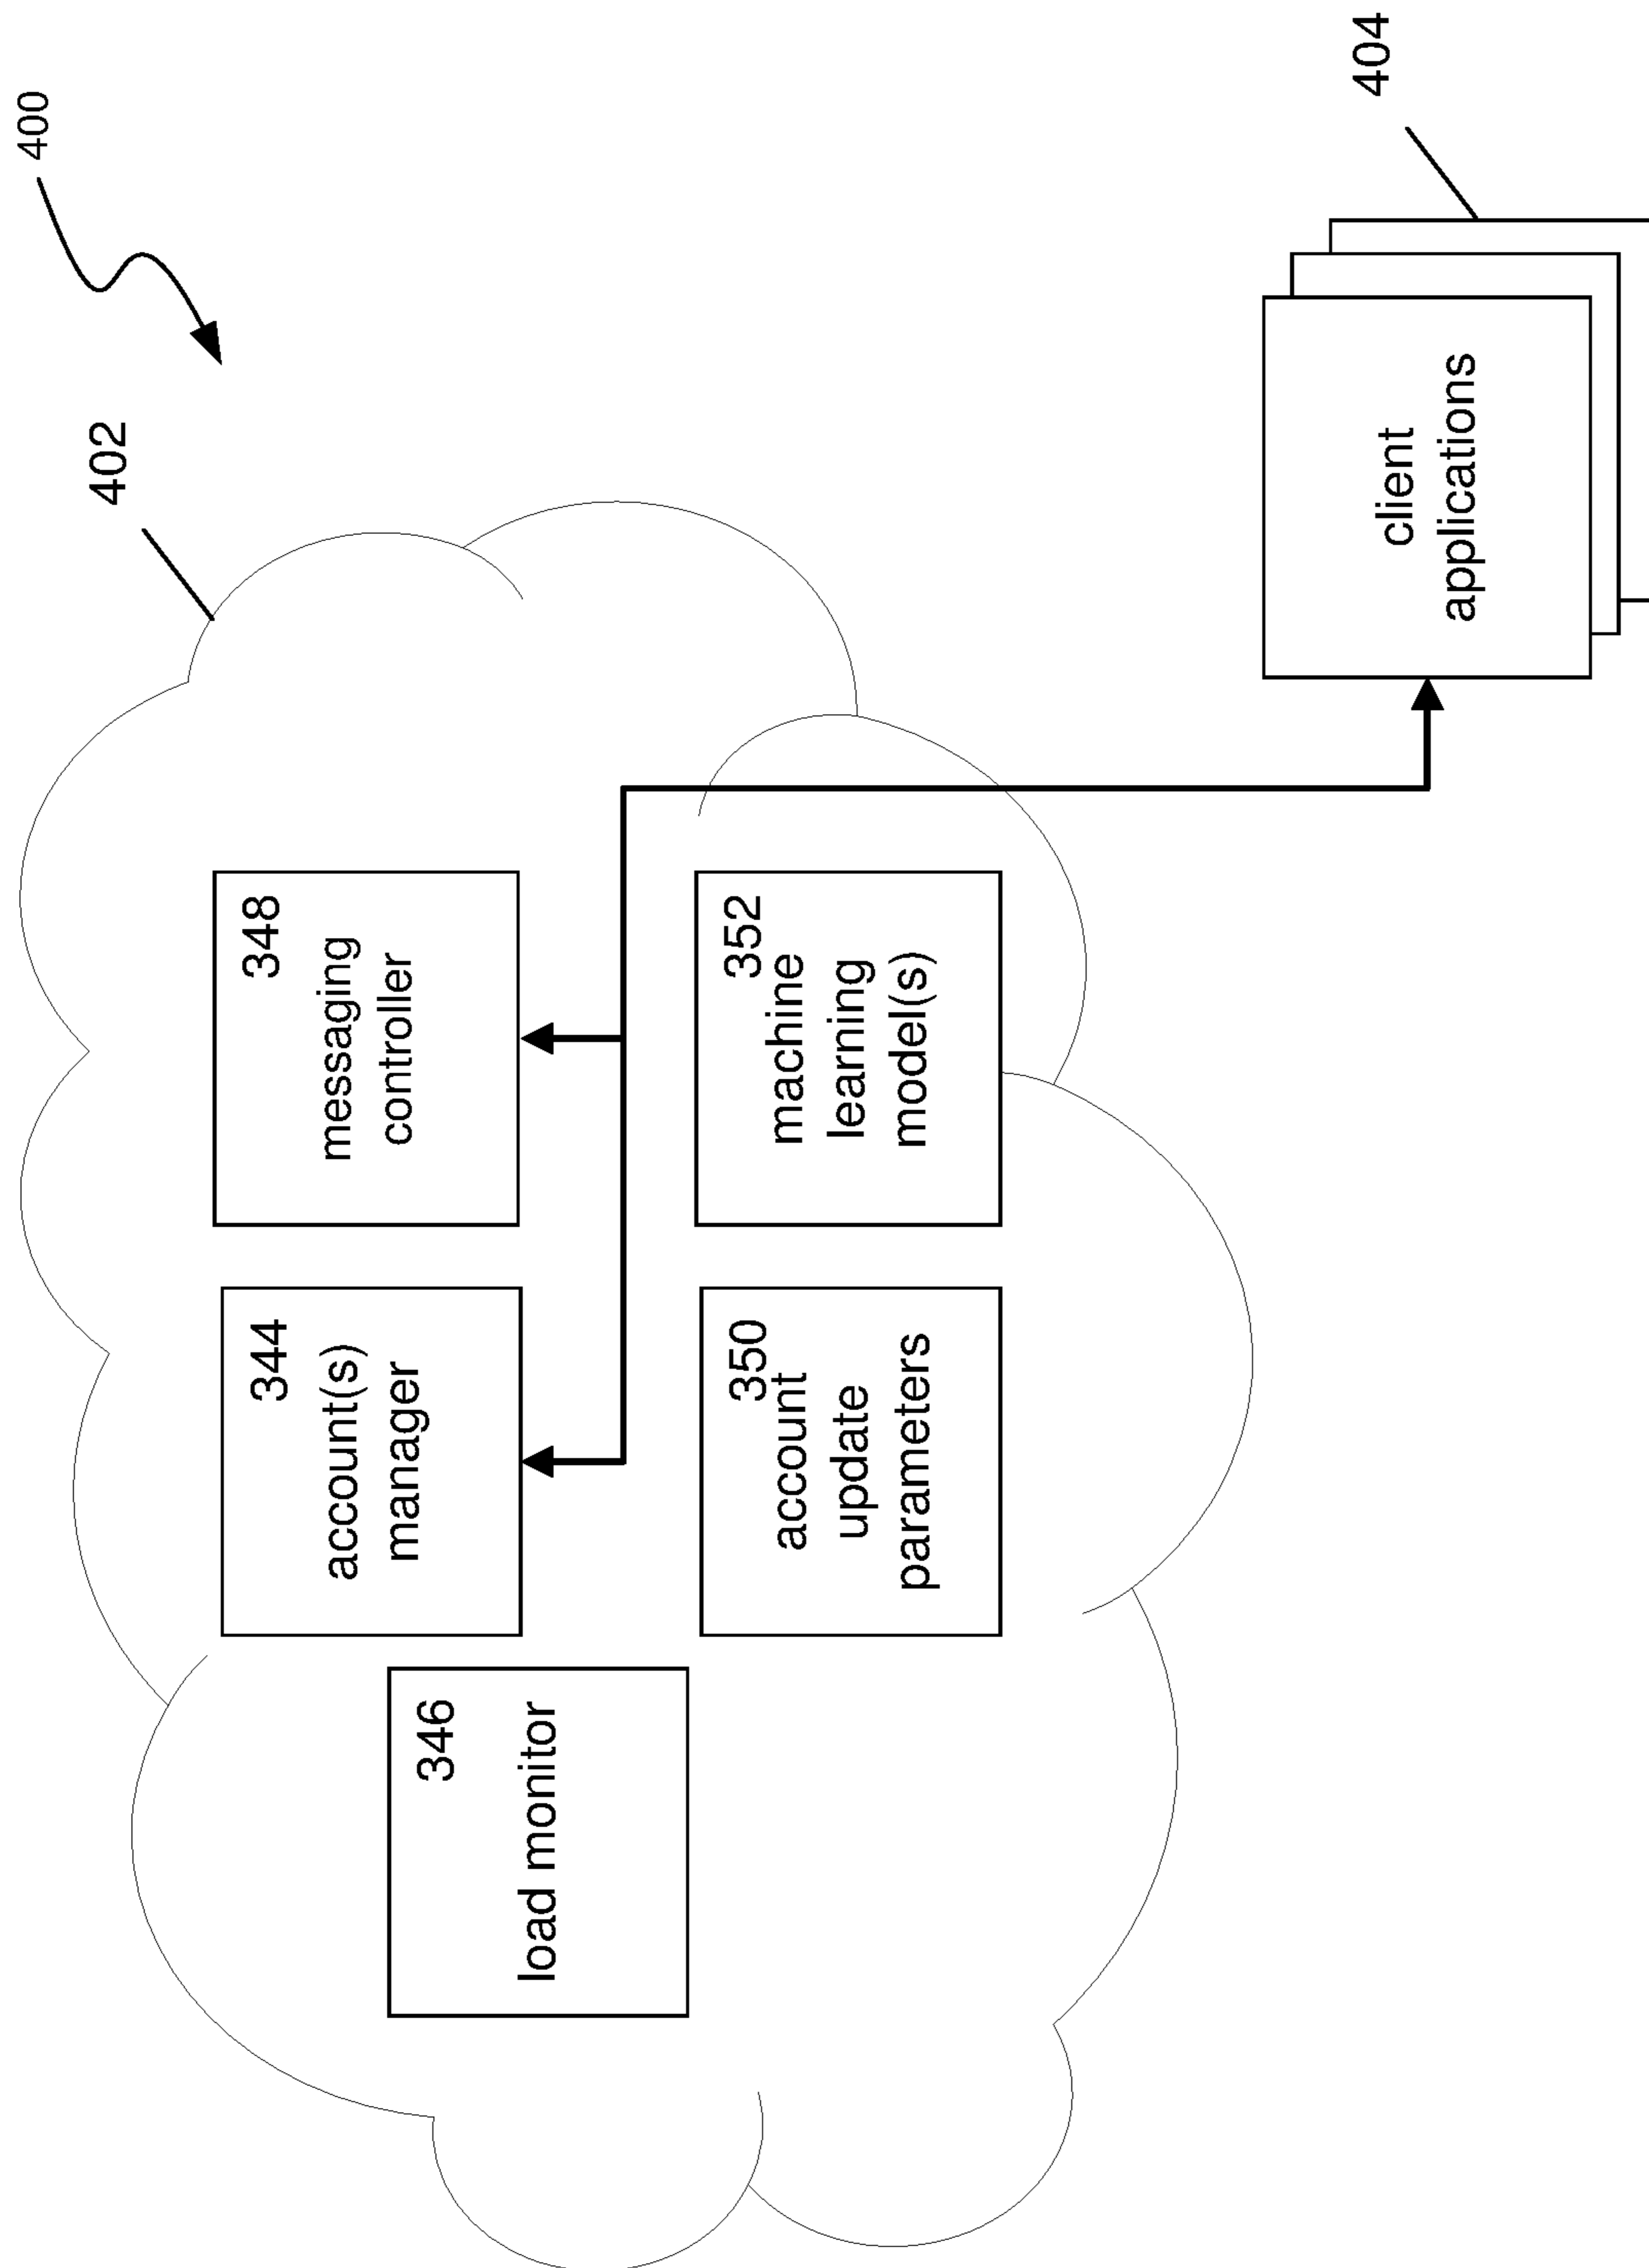 400
402
346
load monitor
344
account(s)
manager
348
messaging
controller
350
account
update
parameters
352
machine
learning
model(s)
404
client
applications